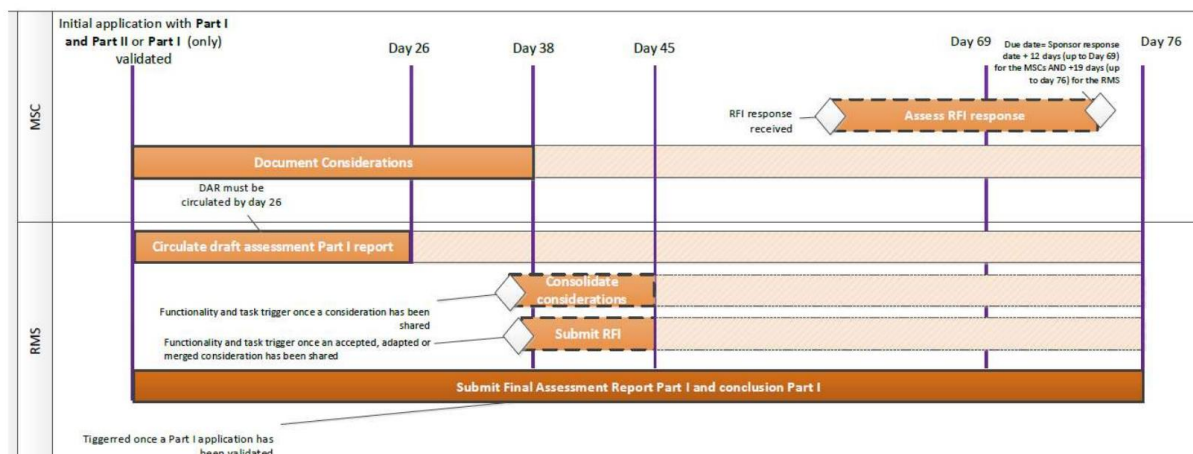 Initial application with Part I
and Part II or Part I (only)
validated
Day 26
Day 38
Day 45
Day 69
Due date= Sponsor response
date + 12 days (up to Day 69)
for the MSCs AND +19 days (up
to day 76) for the RMS
Day 76
MSC
RFI response
received
Assess RFI response
Document Considerations
DAR must be
circulated by day 26
RMS
Circulate draft assessment Part I report
Consolidate
considerations
Functionality and task trigger once a consideration has been
shared
Submit RFI
Functionality and task trigger once an accepted, adapted or
merged consideration has been shared
Submit Final Assessment Report Part I and conclusion Part I
Tiggerred once a Part I application has
been validated